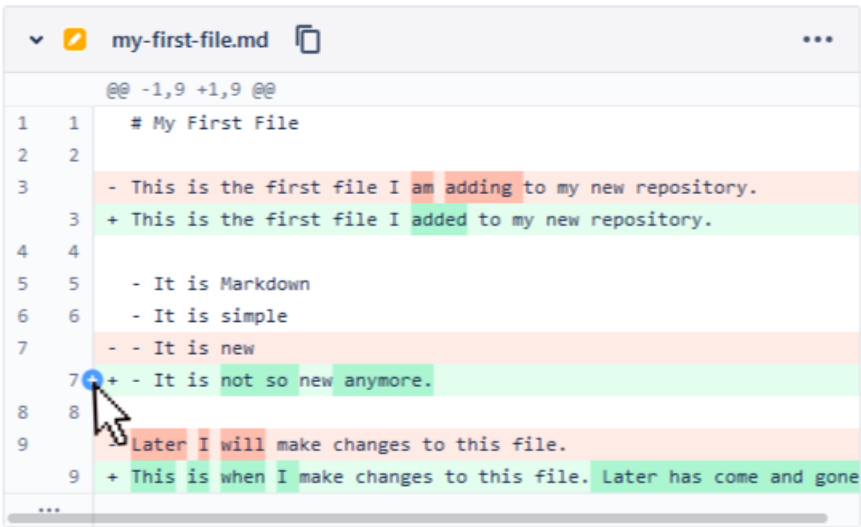 my-first-file.md
@@ -1,9 +1,9 @@
1 1 # My First File
2 2
3 - This is the first file I am adding to my new repository.
3 + This is the first file I added to my new repository.
4 4
5 5 - It is Markdown
6 6 - It is simple
7 - - It is new
7 + - It is not so new anymore.
8 8
9 - Later I will make changes to this file.
9 + This is when I make changes to this file. Later has come and gone